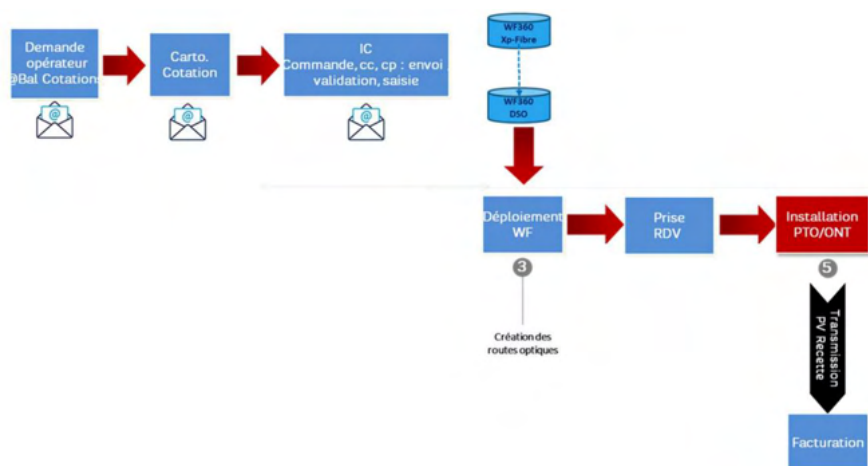 Demande
opérateur
@Bal Cotations
Carto.
Cotation
IC
Commande, cc, cp : envoi
validation, saisie
@
@
@
WF360
Xp-Fibre
WF360
DSO
Déploiement
WF
Prise
RDV
Installation
PTO/ONT
3
5
Création des
routes optiques
Transmission
PV Recette
Facturation